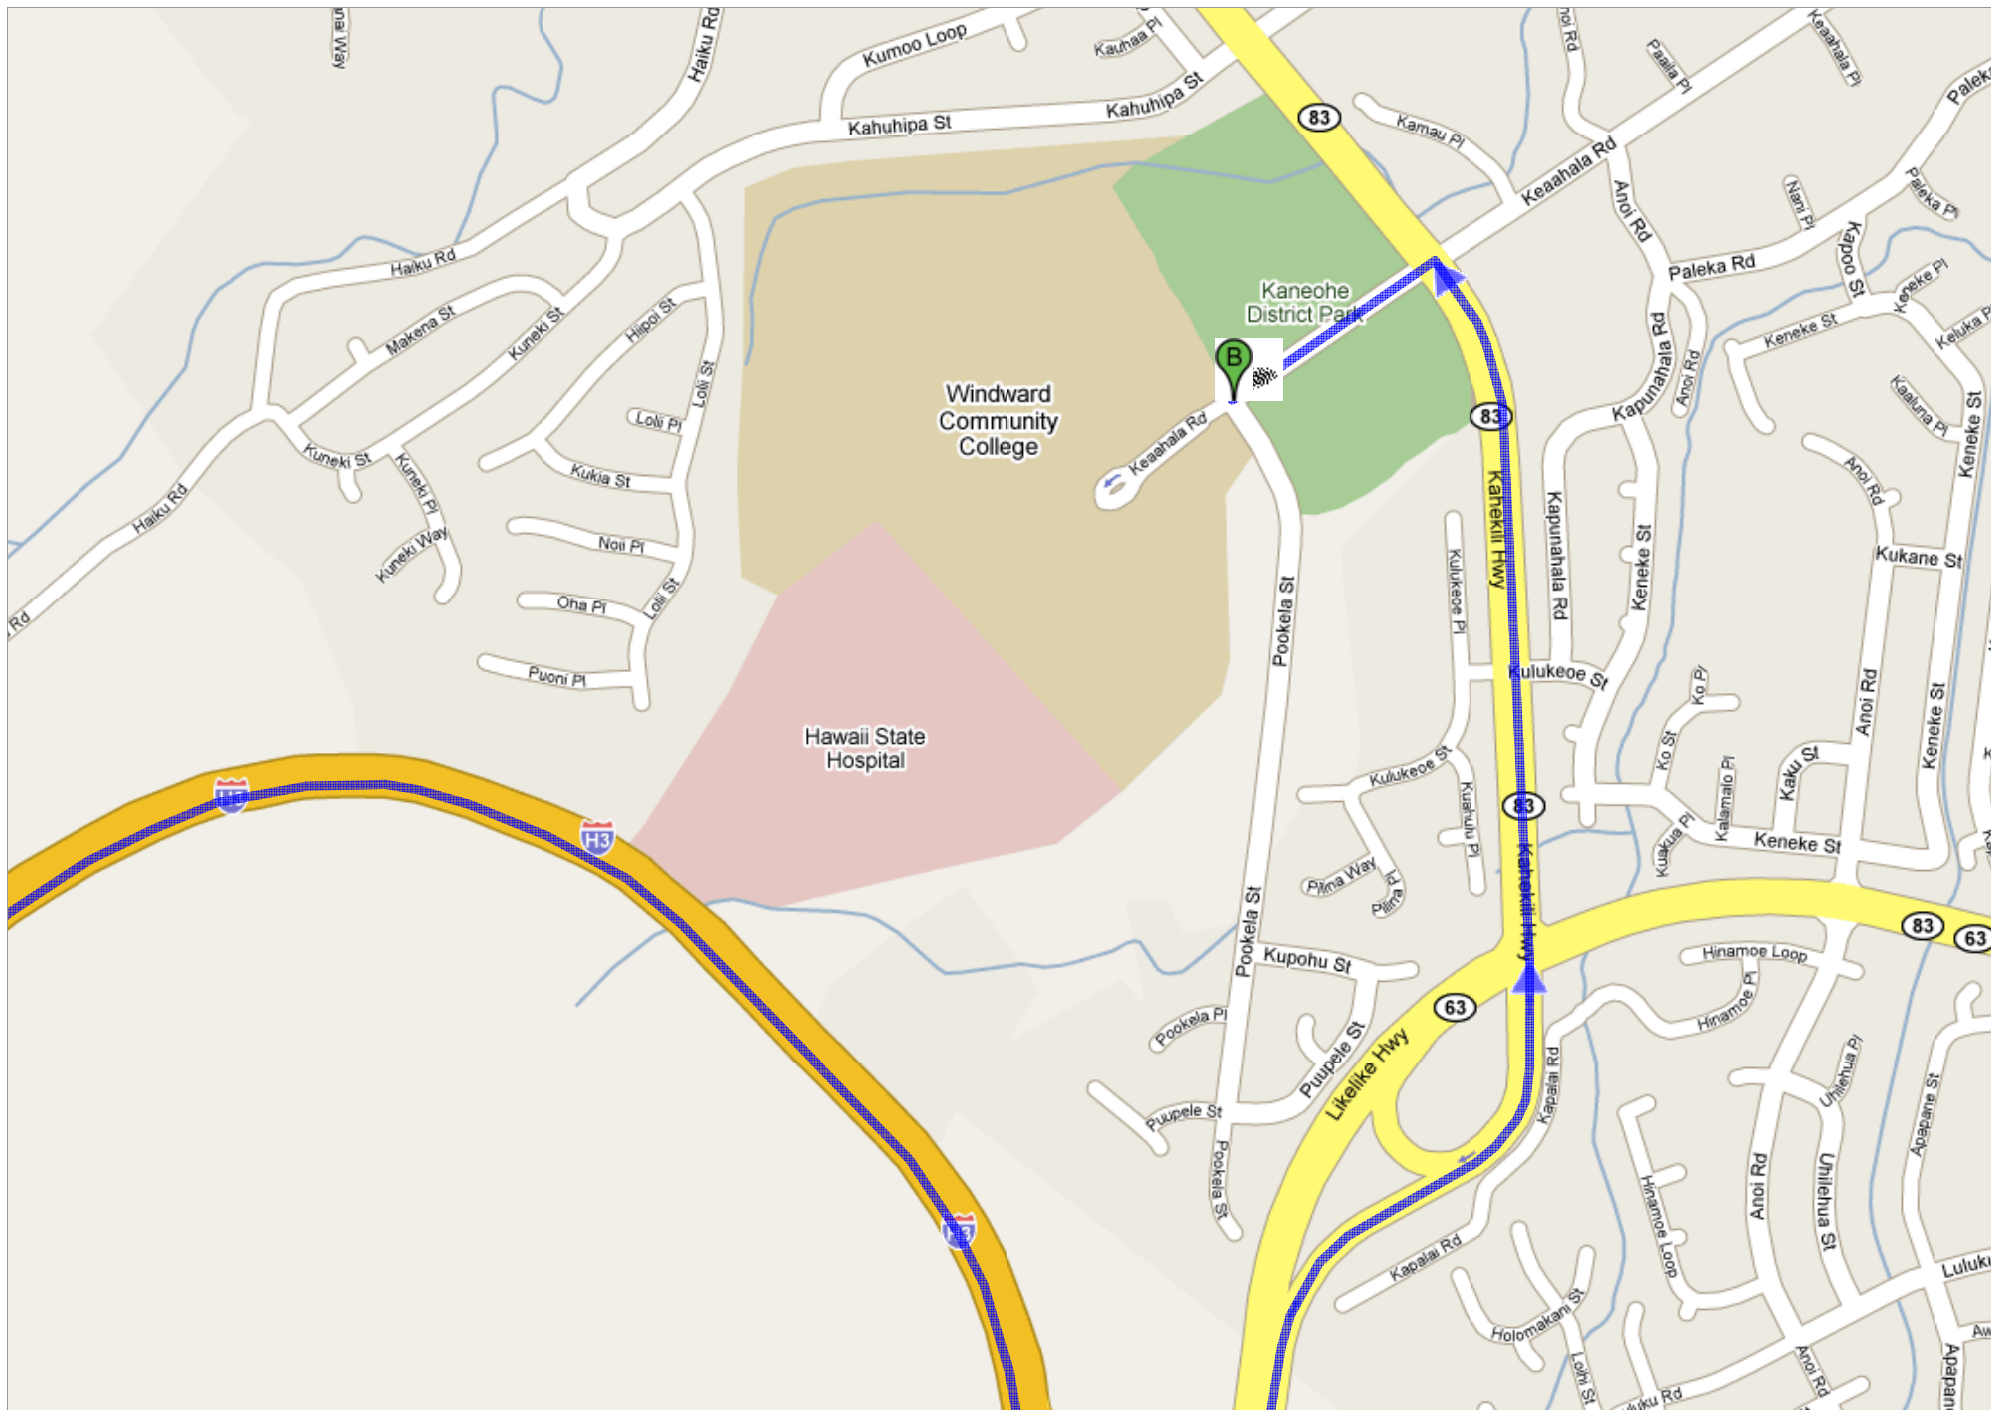 Haiku Rd
Kumoo Loop
Kauhaa Pl
Paalla Pl
Keaahala Pl
83
Kahuhipa St
Kahuhipa St
Kamau Pl
Keaahala Rd
Anoi Rd
Nani Pl
Paleka Pl
Haiku Rd
Paleka Rd
Kapoo St
Keneke Pl
Kaneohe
District Park
Makena St
Kuneki St
Hiipoi St
Loli St
Kapunahala Rd
Anoi Rd
Keneke St
B
Windward
Community
College
Loli Pl
83
Kaaluna Pl
Keneke St
Kuneki St
Kuneki Pl
Kukia St
Keaahala Rd
Anoi Rd
Haiku Rd
Kuneki Way
Noii Pl
Kahekili Hwy
Kapunahala Rd
Keneke St
Kukane St
Oha Pl
Loli St
Kulukeoe Pl
Pookela St
Puoni Pl
Kulukeoe St
Ko Pl
Anoi Rd
Keneke St
Hawaii State
Hospital
Ko St
Kulukeoe St
Kaku St
Kalamalo Pl
H3
H3
83
Kuahulu Pl
Kuakua Pl
Keneke St
Pilina Way
Pilina Pl
Kahekili Hwy
Pookela St
Kupohu St
83
63
Hinamoe Loop
Hinamoe Pl
63
Pookela Pl
Puupele St
Likelike Hwy
Kapalai Rd
Uhilehua Pl
Apapane St
Puupele St
Pookela St
Anoi Rd
Uhilehua St
Hinamoe Loop
H3
Kapalai Rd
Holomakani St
Loihi St
Anoi Rd